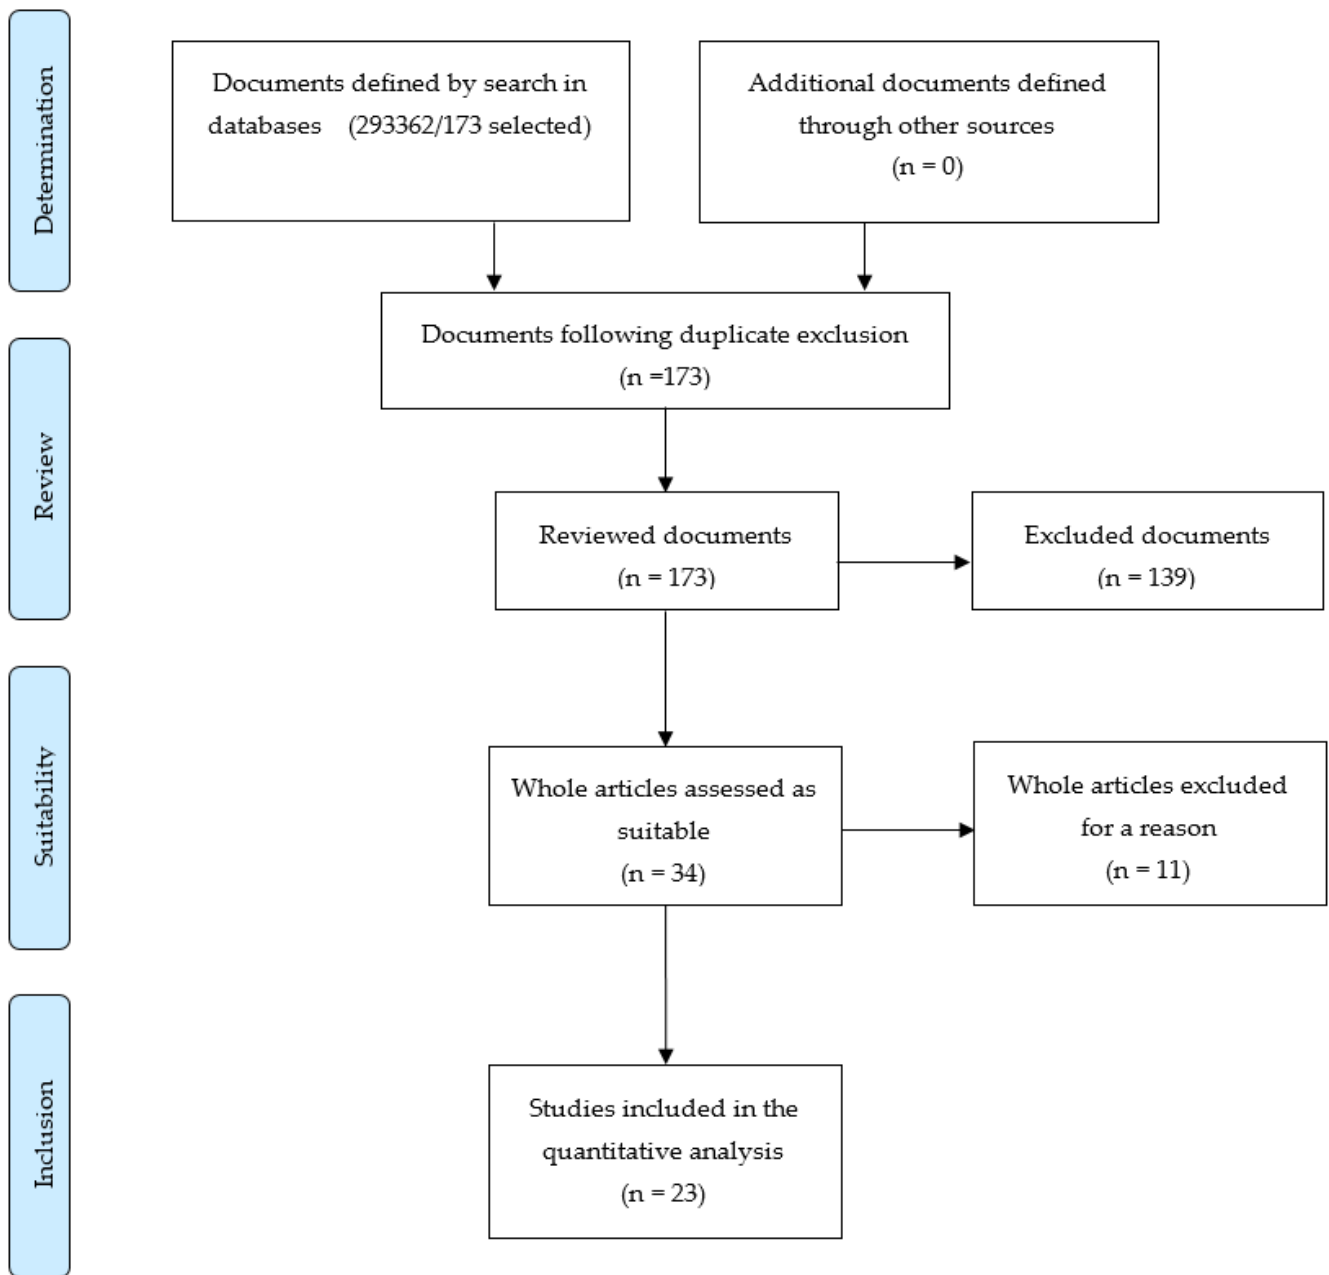 Determination
Documents defined by search in
databases (293362/173 selected)
Additional documents defined
through other sources
(n = 0)
Documents following duplicate exclusion
(n =173)
Review
Reviewed documents
(n = 173)
Excluded documents
(n = 139)
Suitability
Whole articles assessed as
suitable
(n = 34)
Whole articles excluded
for a reason
(n = 11)
Inclusion
Studies included in the
quantitative analysis
(n = 23)